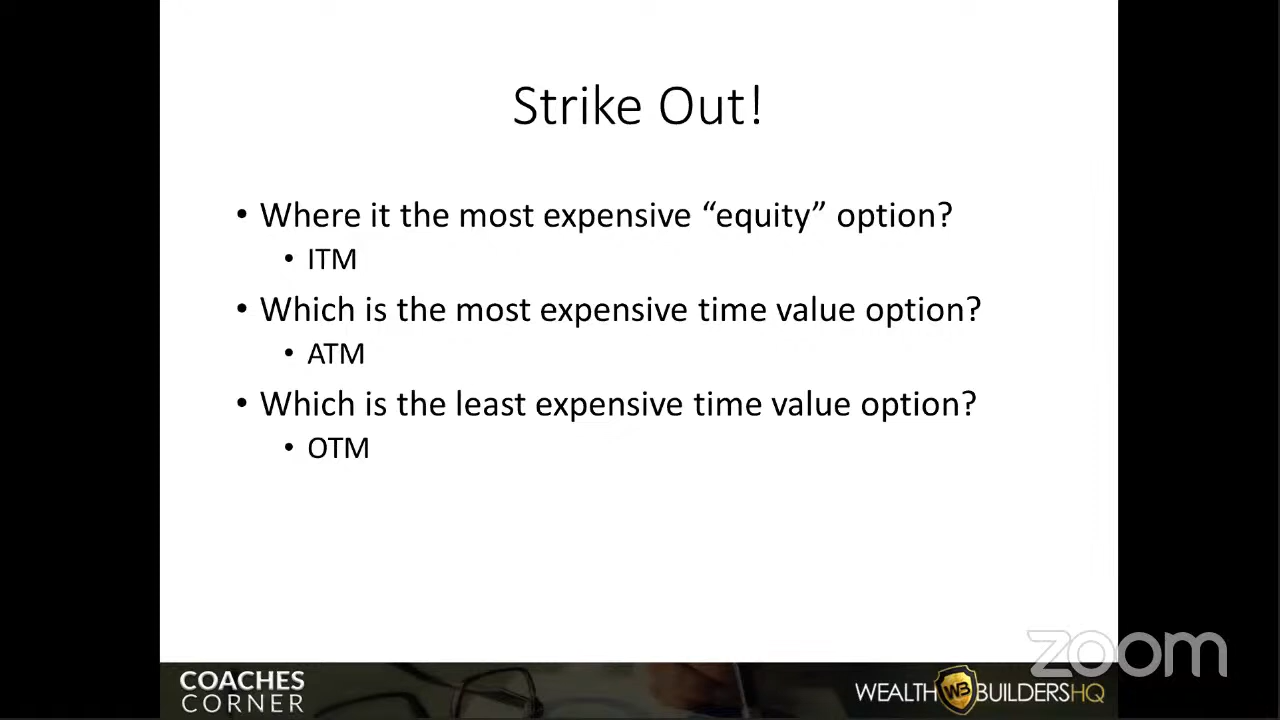 Strike Out!
• Where it the most expensive “equity” option?
• ITM
• Which is the most expensive time value option?
• ATM
• Which is the least expensive time value option?
• OTM
zoom
COACHES
CORNER
WEALTH WB BUILDERSHQ